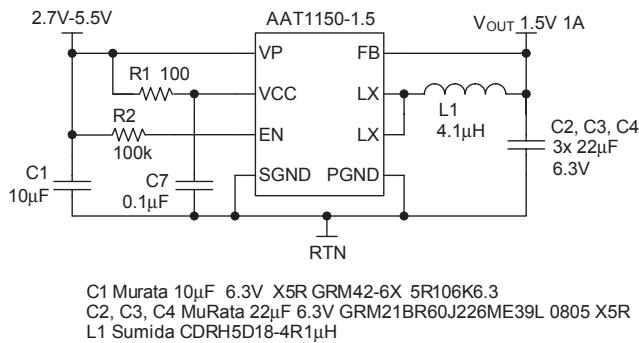 2.7V-5.5V
AAT1150-1.5
VOUT 1.5V 1A
VP
FB
R1 100
VCC
LX
R2
L1
4.1µH
EN
LX
100k
C2, C3, C4
3x 22µF
6.3V
C1
10µF
C7
0.1µF
SGND
PGND
RTN
C1 Murata 10µF 6.3V X5R GRM42-6X 5R106K6.3
C2, C3, C4 MuRata 22µF 6.3V GRM21BR60J226ME39L 0805 X5R
L1 Sumida CDRH5D18-4R1µH